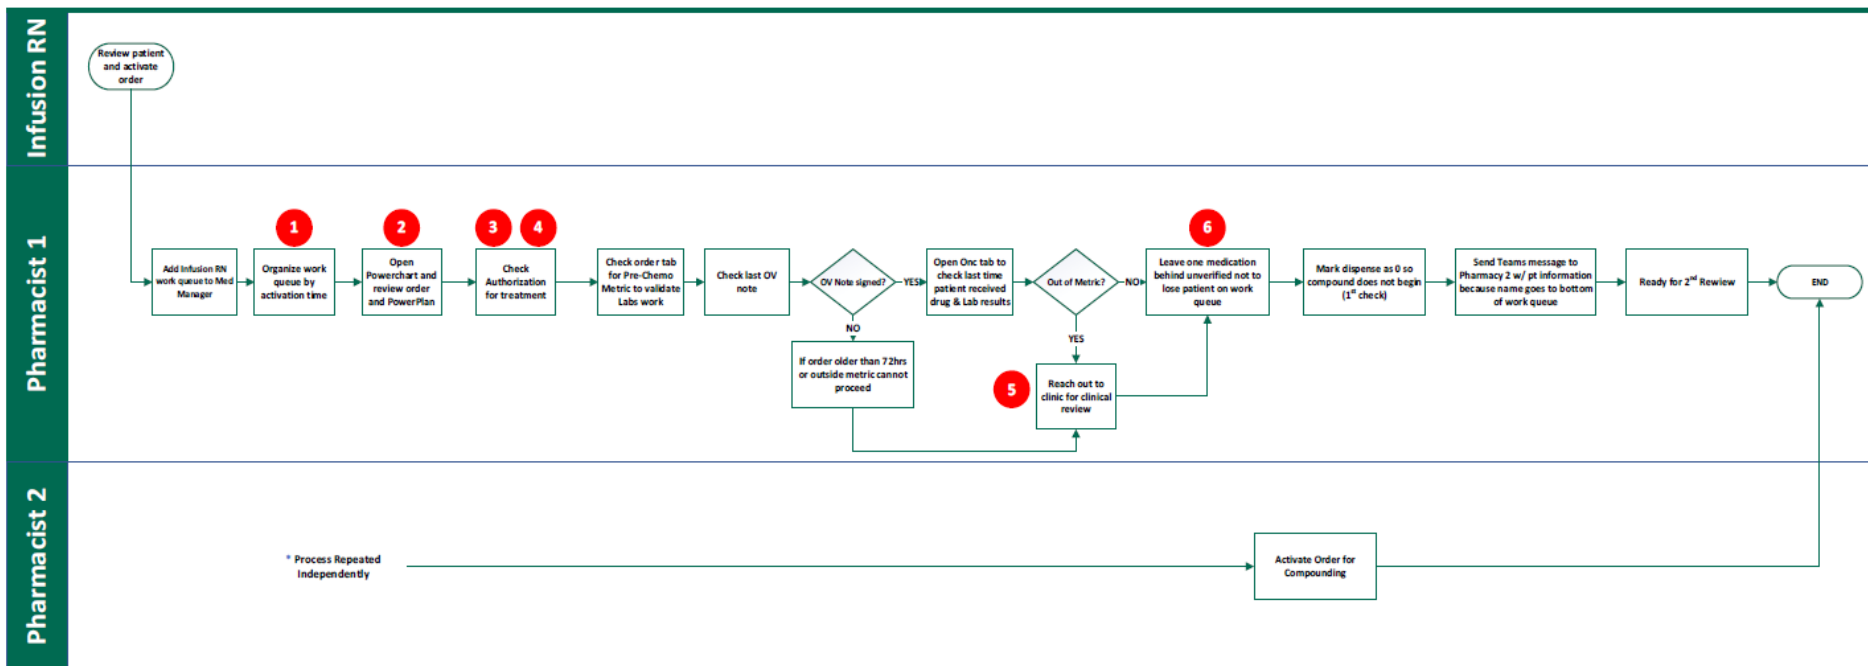 Infusion RN
Review patient
and activate
order
Pharmacist 1
1
2
3
4
6
Add Infusion RN
work queue to Med
Manager
Organize work
queue by
activation time
Open
Powerchart and
review order
and PowerPlan
Check
Authorization
for treatment
Check order tab
for Pre-Chemo
Metric to validate
Labs work
Check last OV
note
OV Note signed?
YES
Open Onc tab to
check last time
patient received
drug & Lab results
Out of Metric?
NO
Leave one medication
behind unverified not to
lose patient on work
queue
Mark dispense as 0 so
compound does not begin
(1st check)
Send Teams message to
Pharmacy 2 w/ pt information
because name goes to bottom
of work queue
Ready for 2nd Rewiew
END
NO
If order older than 72hrs
or outside metric cannot
proceed
YES
5
Reach out to
clinic for clinical
review
Pharmacist 2
* Process Repeated
Independently
Activate Order for
Compounding